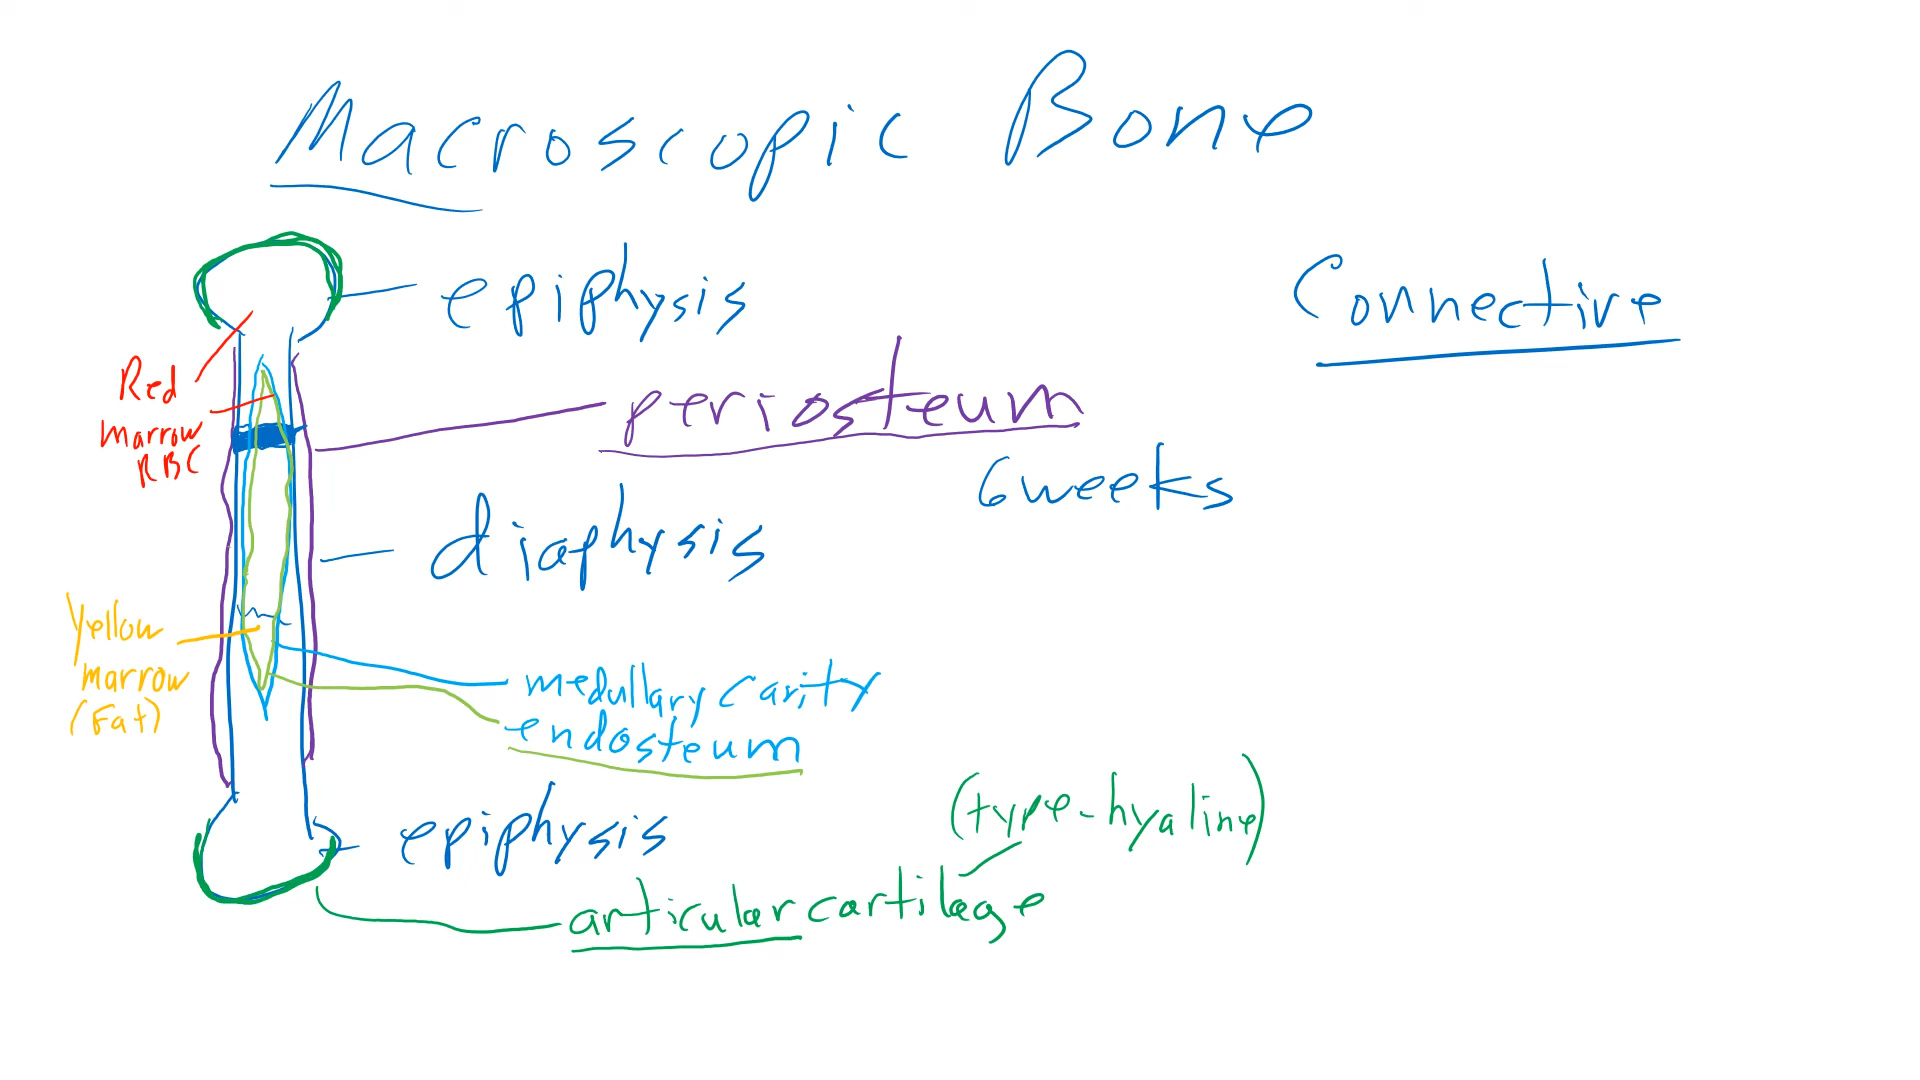 Macroscopic Bone
epiphysis
Connective
Red
marrow
RBC
periosteum
6 weeks
diaphysis
Yellow
marrow
(Fat)
medullary cavity
endosteum
epiphysis
(type-hyaline)
articular cartilage